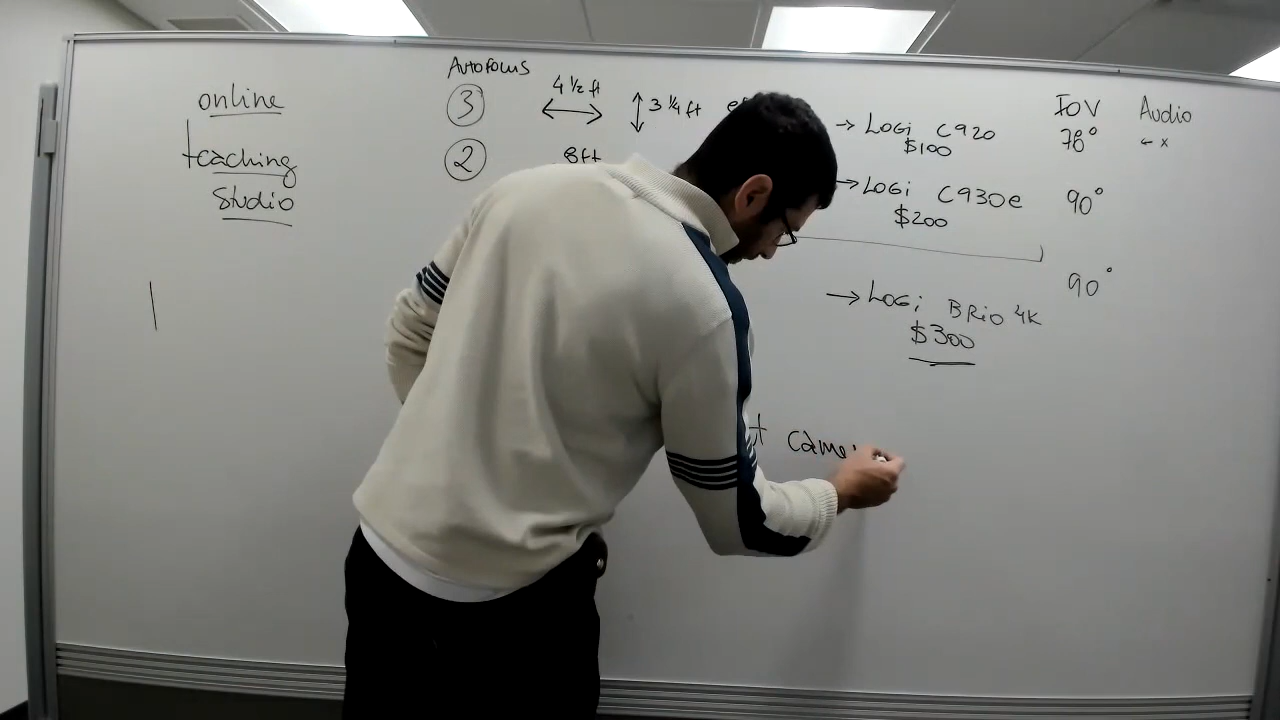 online
teaching
studio
AUTOFOCUS
3 4 ½ ft 3 ¼ ft
2 8ft
→ LOGi C920
$100
→ LOGi C930e
$200
→ LOGi BRiO 4K
$300
FOV Audio
78° ← x
90°
90°